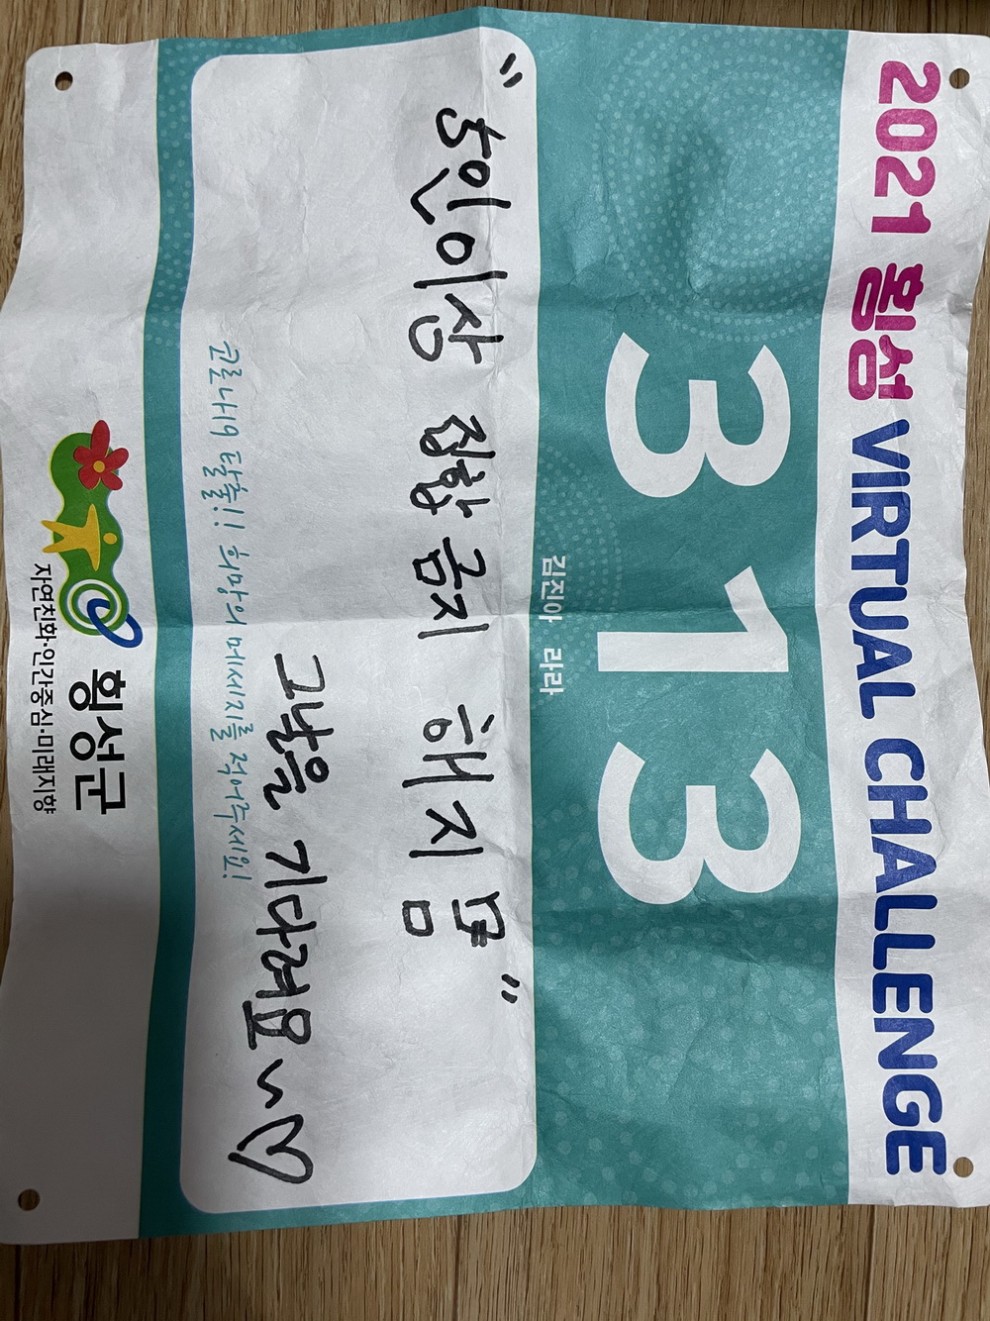 2021 횡성 VIRTUAL CHALLENGE
313
김진아 라라
"5인이상 집합 금지 해지됨"
그날을 기다려요~♡
코로나19 탈출!! 희망의 메세지를 적어주세요!
횡성군
자연친화·인간중심·미래지향